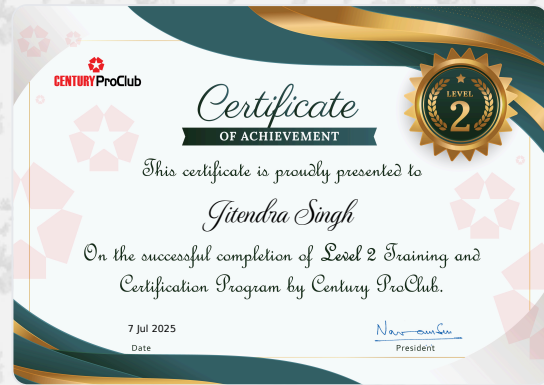 CENTURY ProClub
LEVEL
2
Certificate
OF ACHIEVEMENT
This certificate is proudly presented to
Jitendra Singh
On the successful completion of Level 2 Training and
Certification Program by Century ProClub.
7 Jul 2025
Date
President